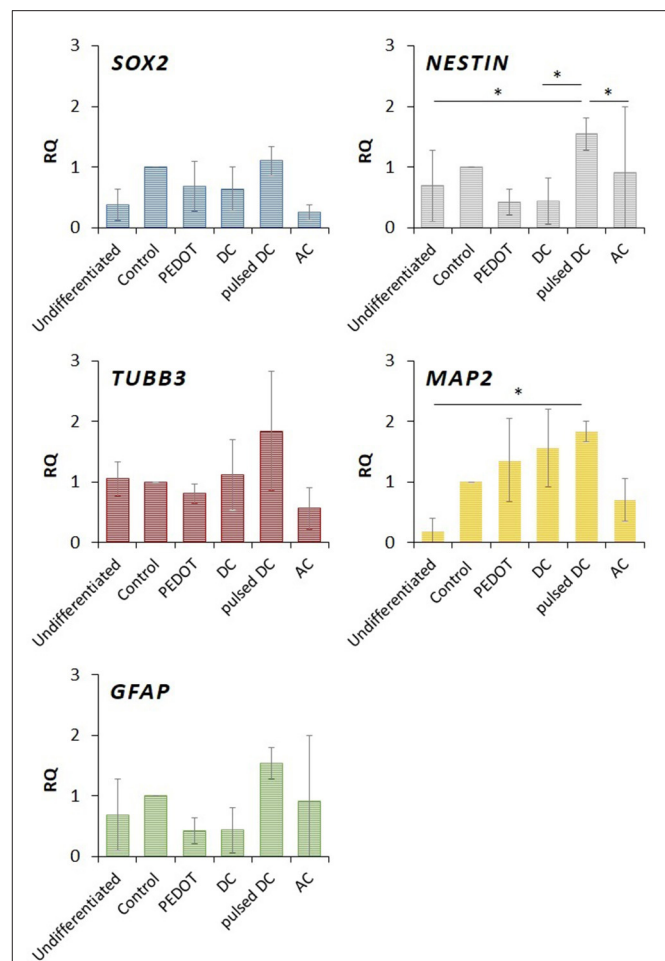 SOX2
3
2
1
0
RQ
Undifferentiated
Control
PEDOT
DC
pulsed DC
AC
NESTIN
3
2
1
0
RQ
* * *
Undifferentiated
Control
PEDOT
DC
pulsed DC
AC
TUBB3
3
2
1
0
RQ
Undifferentiated
Control
PEDOT
DC
pulsed DC
AC
MAP2
3
2
1
0
RQ
*
Undifferentiated
Control
PEDOT
DC
pulsed DC
AC
GFAP
3
2
1
0
RQ
Undifferentiated
Control
PEDOT
DC
pulsed DC
AC